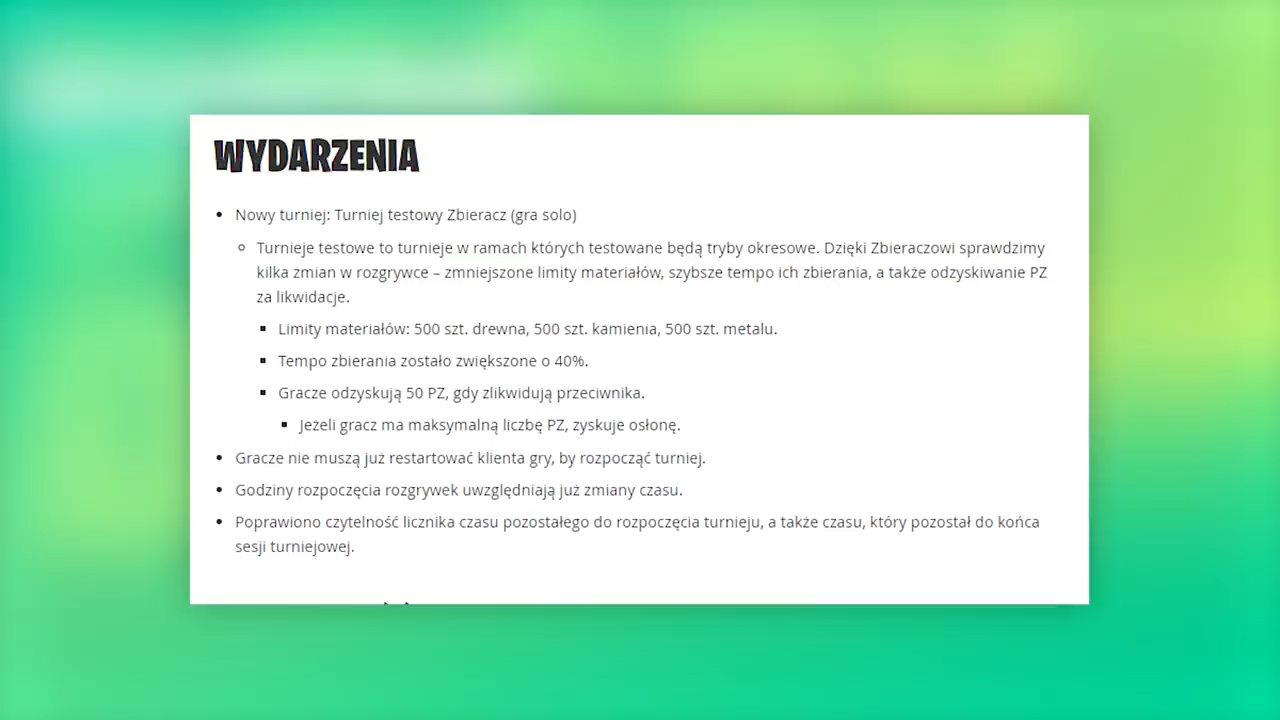 WYDARZENIA
Nowy turniej: Turniej testowy Zbieracz (gra solo)
Turnieje testowe to turnieje w ramach których testowane będą tryby okresowe. Dzięki Zbieraczowi sprawdzimy
kilka zmian w rozgrywce – zmniejszone limity materiałów, szybsze tempo ich zbierania, a także odzyskiwanie PZ
za likwidacje.
Limity materiałów: 500 szt. drewna, 500 szt. kamienia, 500 szt. metalu.
Tempo zbierania zostało zwiększone o 40%.
Gracze odzyskują 50 PZ, gdy zlikwidują przeciwnika.
Jeżeli gracz ma maksymalną liczbę PZ, zyskuje osłonę.
Gracze nie muszą już restartować klienta gry, by rozpocząć turniej.
Godziny rozpoczęcia rozgrywek uwzględniają już zmiany czasu.
Poprawiono czytelność licznika czasu pozostałego do rozpoczęcia turnieju, a także czasu, który pozostał do końca
sesji turniejowej.